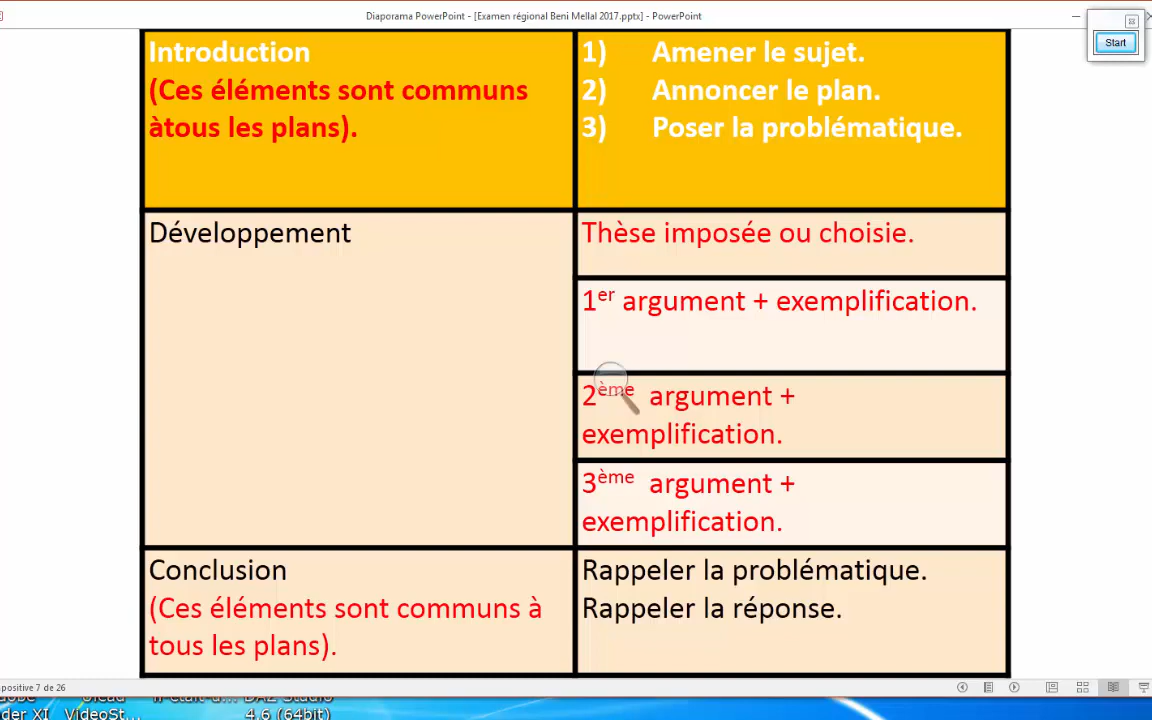 Diaporama PowerPoint - [Examen régional Beni Mellal 2017.pptx] - PowerPoint
Start
Introduction
(Ces éléments sont communs
àtous les plans).
1) Amener le sujet.
2) Annoncer le plan.
3) Poser la problématique.
Développement
Thèse imposée ou choisie.
1er argument + exemplification.
2ème argument +
exemplification.
3ème argument +
exemplification.
Conclusion
(Ces éléments sont communs à
tous les plans).
Rappeler la problématique.
Rappeler la réponse.
positive 7 de 26
der XI VideoSt... 4.6 (64bit)